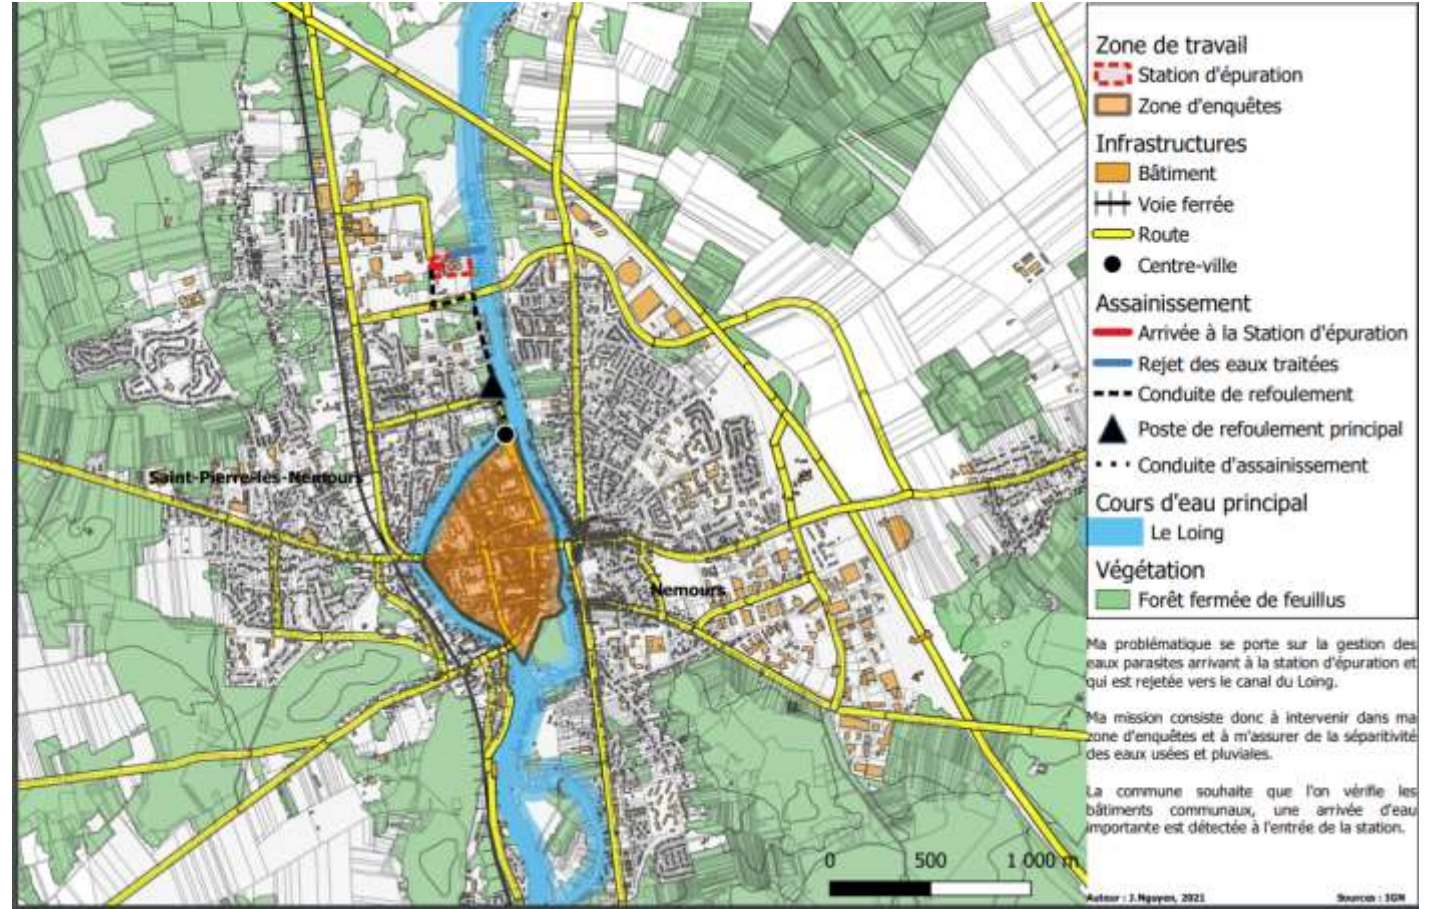 Zone de travail
Station d'épuration
Zone d'enquêtes
Infrastructures
Bâtiment
Voie ferrée
Route
Centre-ville
Assainissement
Arrivée à la Station d'épuration
Rejet des eaux traitées
Conduite de refoulement
Poste de refoulement principal
Conduite d'assainissement
Cours d'eau principal
Le Loing
Végétation
Forêt fermée de feuillus
Saint-Pierre-lès-Nemours
Nemours
Ma problématique se porte sur la gestion des
eaux parasites arrivant à la station d'épuration et
qui est rejetée vers le canal du Loing.
Ma mission consiste donc à intervenir dans ma
zone d'enquêtes et à m'assurer de la séparitivité
des eaux usées et pluviales.
La commune souhaite que l'on vérifie les
bâtiments communaux, une arrivée d'eau
importante est détectée à l'entrée de la station.
0 500 1 000 m
Auteur : J.Nguyen, 2021 Sources : IGN